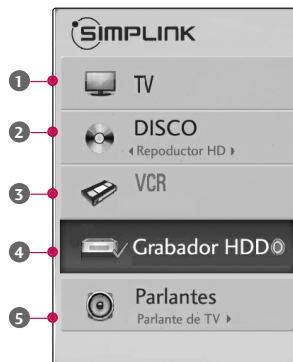 SIMPLINK
1 TV
2 DISCO
◄ Repoductor HD ►
3 VCR
4 Grabador HDD
5 Parlantes
Parlante de TV ►